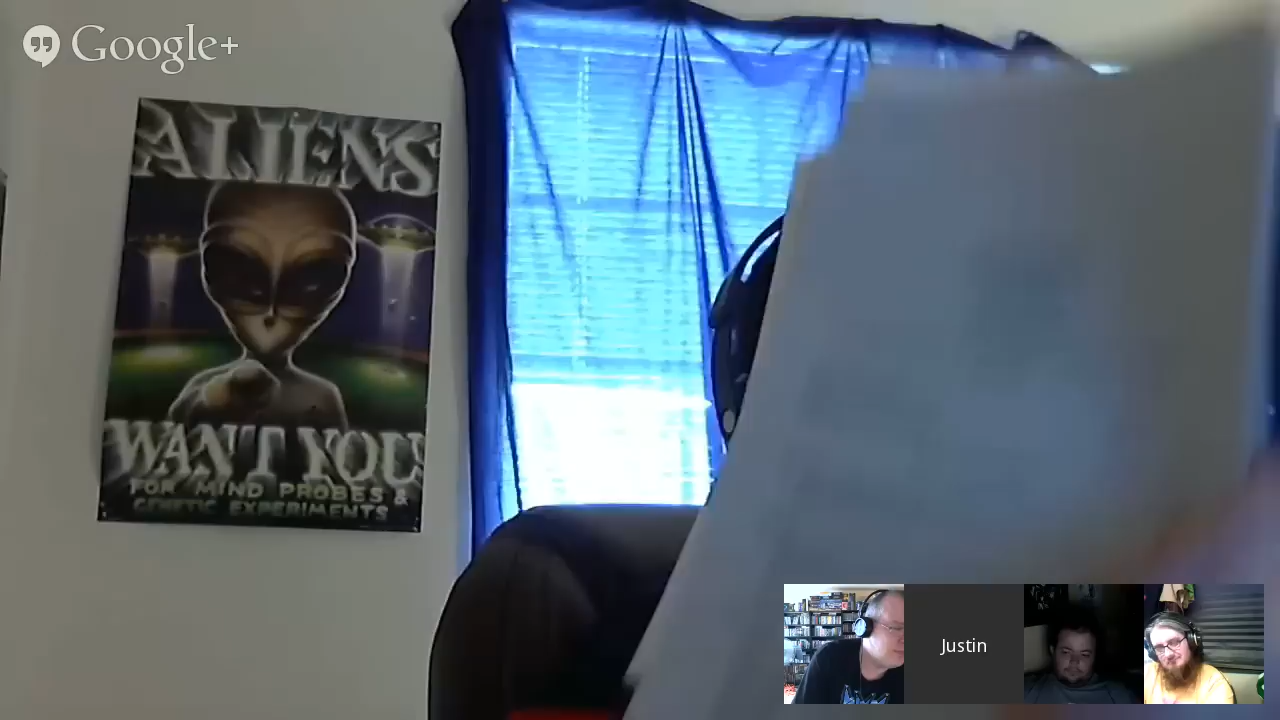 Google+
ALIENS
WANT YOU
FOR MIND PROBES &
GENETIC EXPERIMENTS
Justin